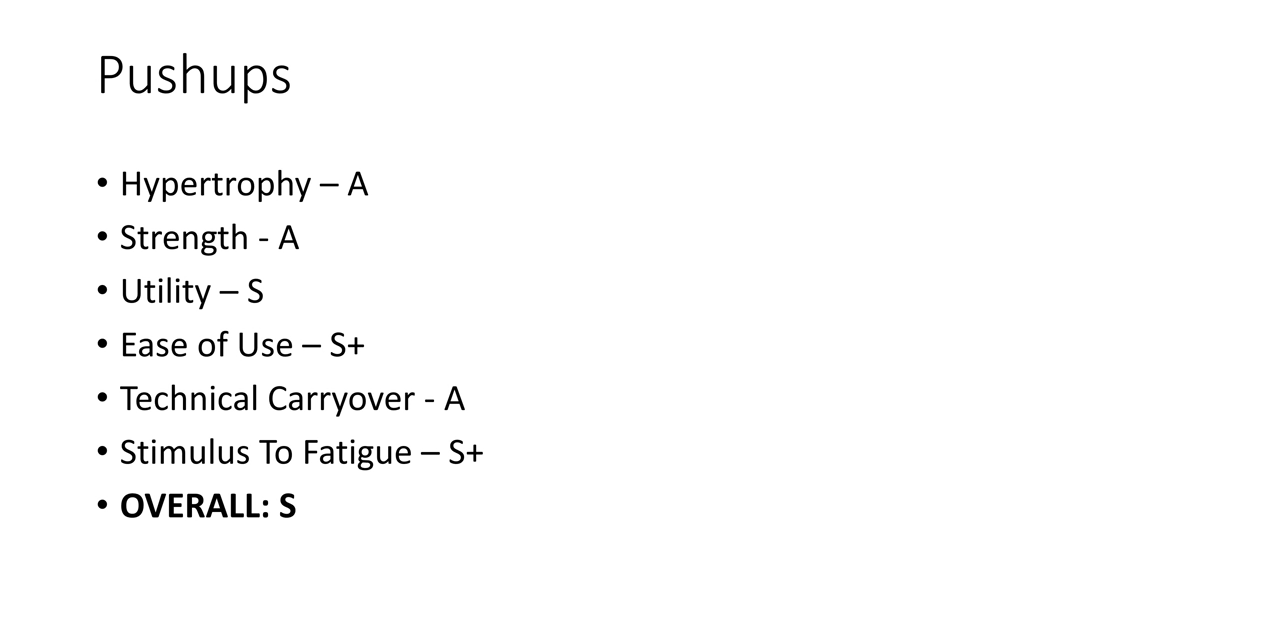 Pushups
• Hypertrophy – A
• Strength - A
• Utility – S
• Ease of Use – S+
• Technical Carryover - A
• Stimulus To Fatigue – S+
• OVERALL: S